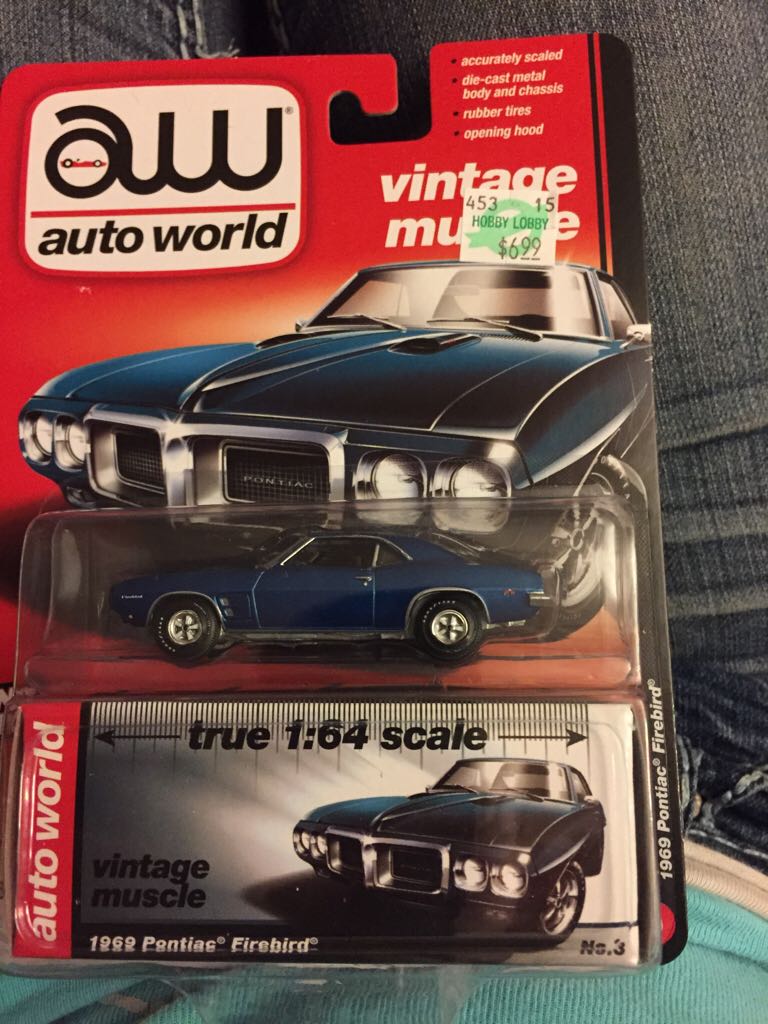 • accurately scaled
• die-cast metal
body and chassis
• rubber tires
• opening hood
aw®
auto world
vintage
mu e
453 15
HOBBY LOBBY
$6.99
PONTIAC
true 1:64 scale
auto world
vintage
muscle
1969 Pontiac® Firebird®
No.3
1969 Pontiac® Firebird®